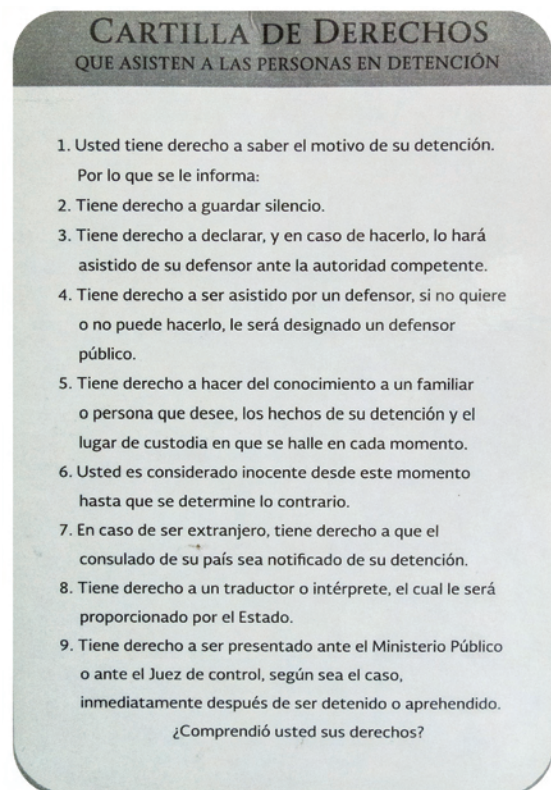 CARTILLA DE DERECHOS
QUE ASISTEN A LAS PERSONAS EN DETENCIÓN
1. Usted tiene derecho a saber el motivo de su detención.
Por lo que se le informa:
2. Tiene derecho a guardar silencio.
3. Tiene derecho a declarar, y en caso de hacerlo, lo hará
asistido de su defensor ante la autoridad competente.
4. Tiene derecho a ser asistido por un defensor, si no quiere
o no puede hacerlo, le será designado un defensor
público.
5. Tiene derecho a hacer del conocimiento a un familiar
o persona que desee, los hechos de su detención y el
lugar de custodia en que se halle en cada momento.
6. Usted es considerado inocente desde este momento
hasta que se determine lo contrario.
7. En caso de ser extranjero, tiene derecho a que el
consulado de su país sea notificado de su detención.
8. Tiene derecho a un traductor o intérprete, el cual le será
proporcionado por el Estado.
9. Tiene derecho a ser presentado ante el Ministerio Público
o ante el Juez de control, según sea el caso,
inmediatamente después de ser detenido o aprehendido.
¿Comprendió usted sus derechos?